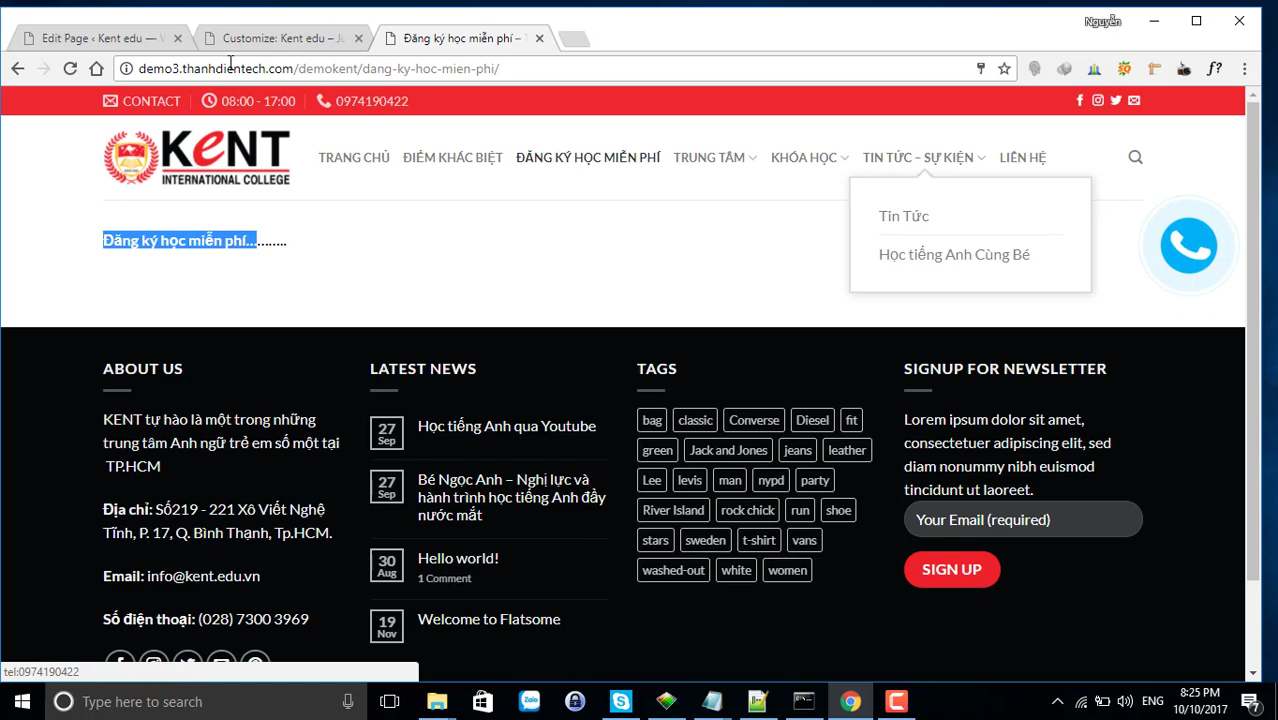 Nguyễn
Edit Page ‹ Kent edu — W
Customize: Kent edu – Ju
Đăng ký học miễn phí – T
demo3.thanhdientech.com/demokent/dang-ky-hoc-mien-phi/
f?
CONTACT
08:00 - 17:00
0974190422
KeNT
INTERNATIONAL COLLEGE
TRANG CHỦ
ĐIỂM KHÁC BIỆT
ĐĂNG KÝ HỌC MIỄN PHÍ
TRUNG TÂM
KHÓA HỌC
TIN TỨC – SỰ KIỆN
LIÊN HỆ
Tin Tức
Học tiếng Anh Cùng Bé
Đăng ký học miễn phí………..
ABOUT US
KENT tự hào là một trong những
trung tâm Anh ngữ trẻ em số một tại
TP.HCM
Địa chỉ: Số219 - 221 Xô Viết Nghệ
Tĩnh, P. 17, Q. Bình Thạnh, Tp.HCM.
Email: info@kent.edu.vn
Số điện thoại: (028) 7300 3969
LATEST NEWS
27
Sep
Học tiếng Anh qua Youtube
27
Sep
Bé Ngọc Anh – Nghị lực và
hành trình học tiếng Anh đầy
nước mắt
30
Aug
Hello world!
1 Comment
19
Nov
Welcome to Flatsome
TAGS
bag classic Converse Diesel fit
green Jack and Jones jeans leather
Lee levis man nypd party
River Island rock chick run shoe
stars sweden t-shirt vans
washed-out white women
SIGNUP FOR NEWSLETTER
Lorem ipsum dolor sit amet,
consectetuer adipiscing elit, sed
diam nonummy nibh euismod
tincidunt ut laoreet.
Your Email (required)
SIGN UP
tel:0974190422
Type here to search
Zalo
ENG
8:25 PM
10/10/2017
7